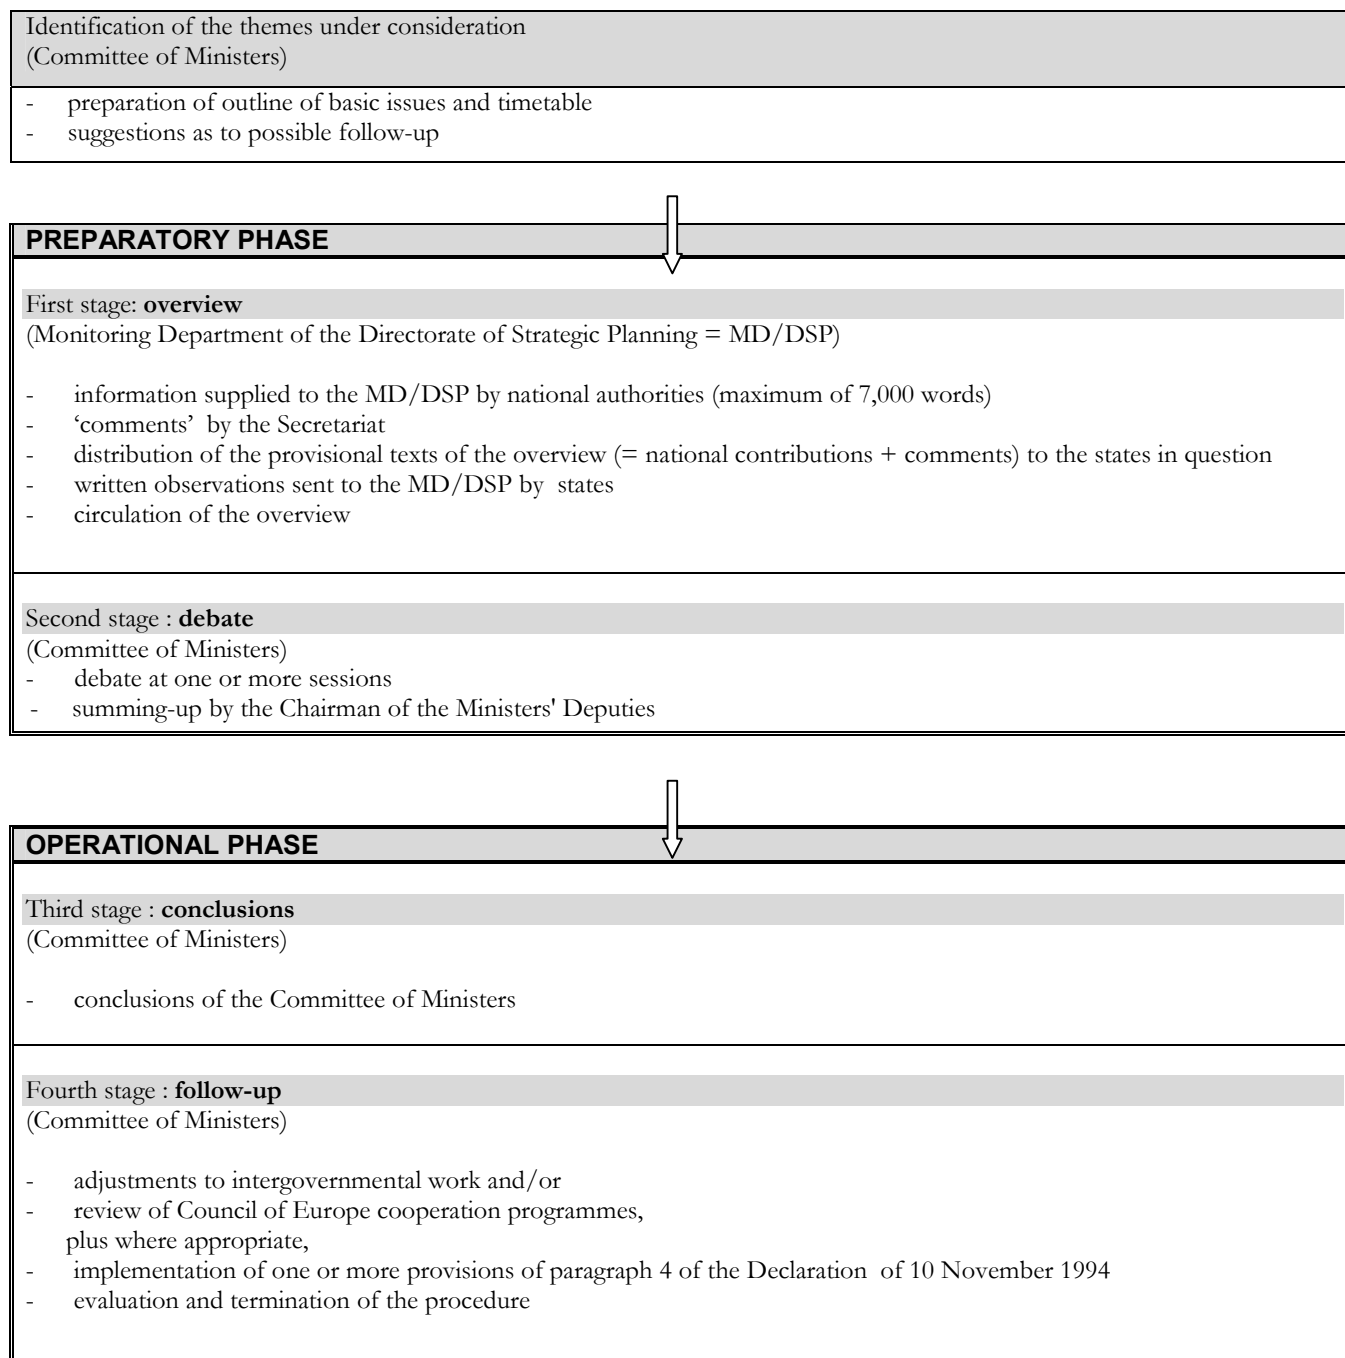 Identification of the themes under consideration
(Committee of Ministers)
- preparation of outline of basic issues and timetable
- suggestions as to possible follow-up
PREPARATORY PHASE
First stage: overview
(Monitoring Department of the Directorate of Strategic Planning = MD/DSP)
- information supplied to the MD/DSP by national authorities (maximum of 7,000 words)
- ‘comments’ by the Secretariat
- distribution of the provisional texts of the overview (= national contributions + comments) to the states in question
- written observations sent to the MD/DSP by states
- circulation of the overview
Second stage : debate
(Committee of Ministers)
- debate at one or more sessions
- summing-up by the Chairman of the Ministers' Deputies
OPERATIONAL PHASE
Third stage : conclusions
(Committee of Ministers)
- conclusions of the Committee of Ministers
Fourth stage : follow-up
(Committee of Ministers)
- adjustments to intergovernmental work and/or
- review of Council of Europe cooperation programmes,
plus where appropriate,
- implementation of one or more provisions of paragraph 4 of the Declaration of 10 November 1994
- evaluation and termination of the procedure